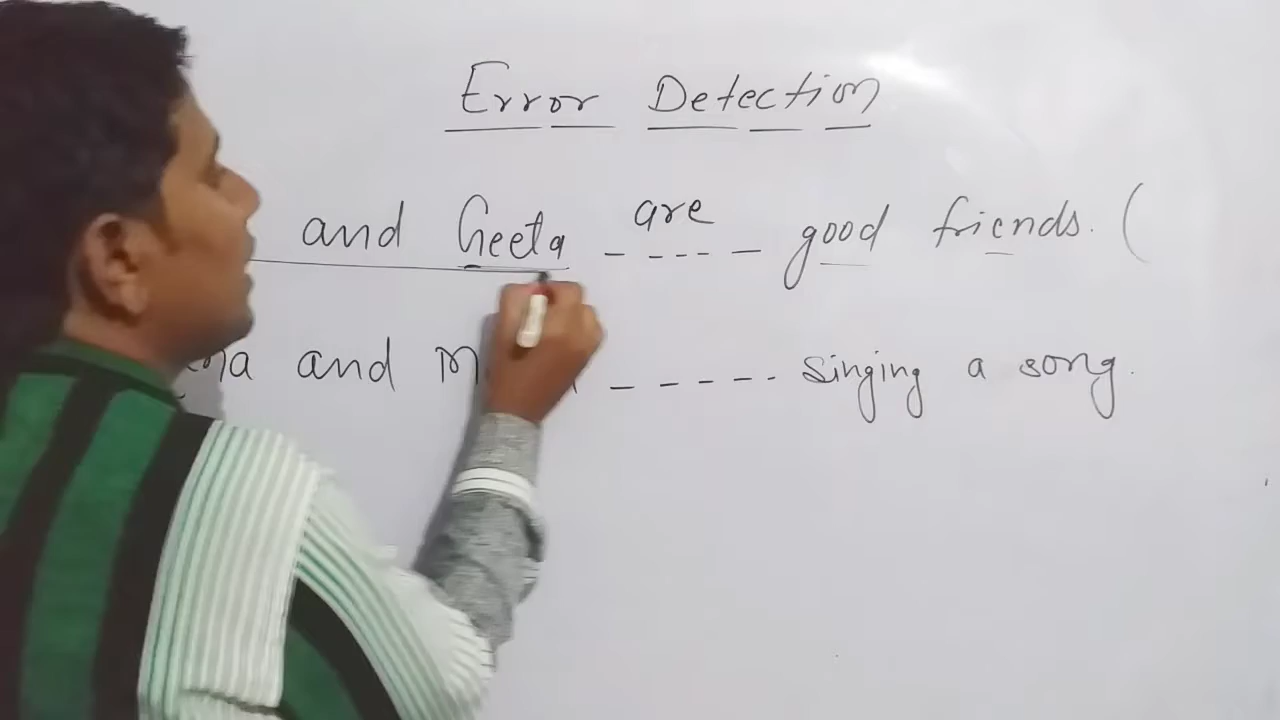 Error Detection
and Geeta ----- are good friends. (
and ----- singing a song.